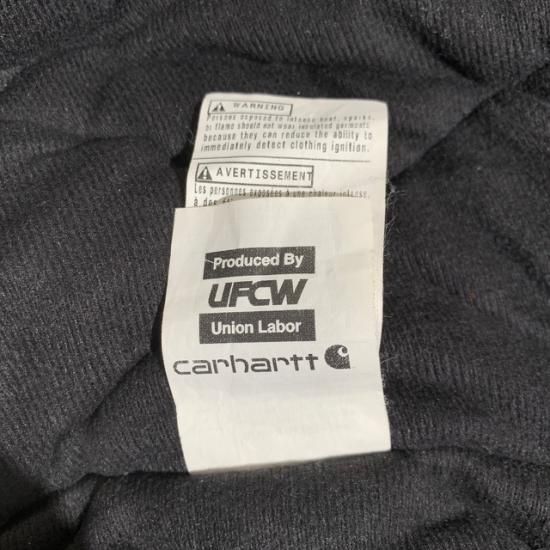 WARNING
Persons exposed to intense heat, sparks,
or flame should not wear insulated garments
because they can reduce the ability to
immediately detect clothing ignition.
AVERTISSEMENT
Les personnes exposées à une chaleur intense,
à des
Produced By
UFCW
Union Labor
carhartt